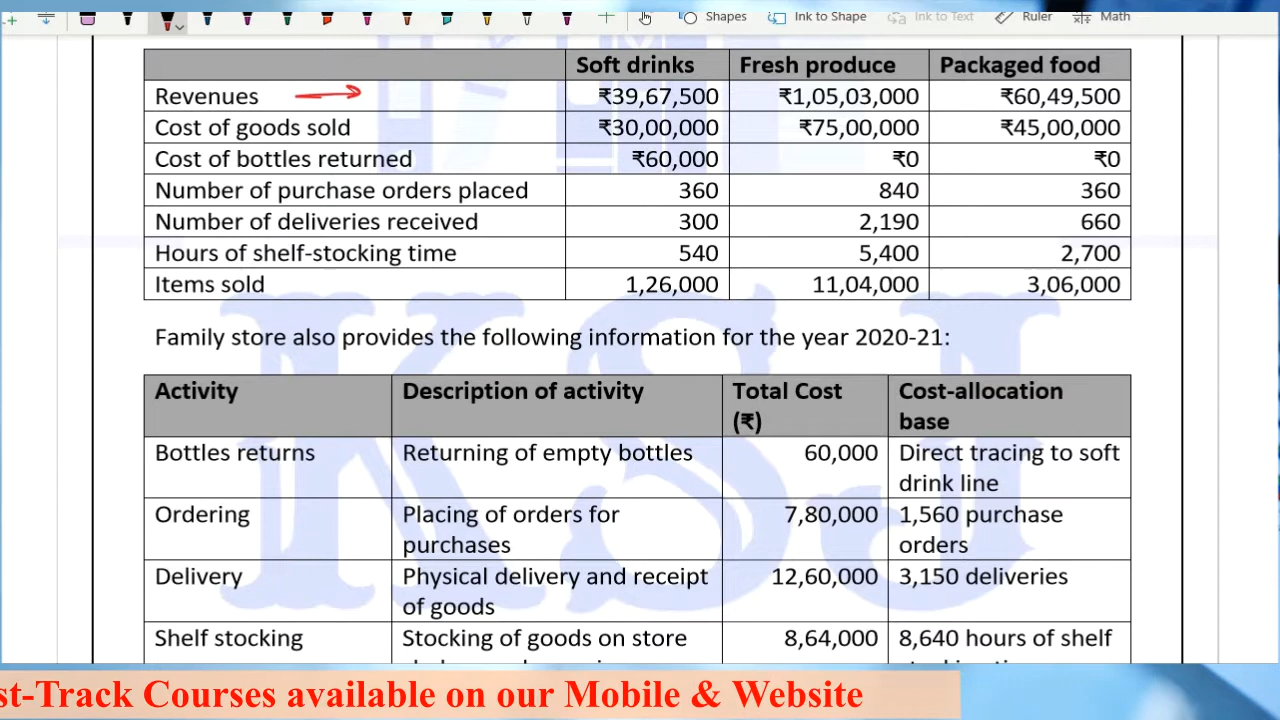 Shapes Ink to Shape Ink to Text Ruler Math
Soft drinks Fresh produce Packaged food
Revenues ₹39,67,500 ₹1,05,03,000 ₹60,49,500
Cost of goods sold ₹30,00,000 ₹75,00,000 ₹45,00,000
Cost of bottles returned ₹60,000 ₹0 ₹0
Number of purchase orders placed 360 840 360
Number of deliveries received 300 2,190 660
Hours of shelf-stocking time 540 5,400 2,700
Items sold 1,26,000 11,04,000 3,06,000
Family store also provides the following information for the year 2020-21:
Activity Description of activity Total Cost Cost-allocation
(₹) base
Bottles returns Returning of empty bottles 60,000 Direct tracing to soft
drink line
Ordering Placing of orders for 7,80,000 1,560 purchase
purchases orders
Delivery Physical delivery and receipt 12,60,000 3,150 deliveries
of goods
Shelf stocking Stocking of goods on store 8,64,000 8,640 hours of shelf
KSJ
st-Track Courses available on our Mobile & Website